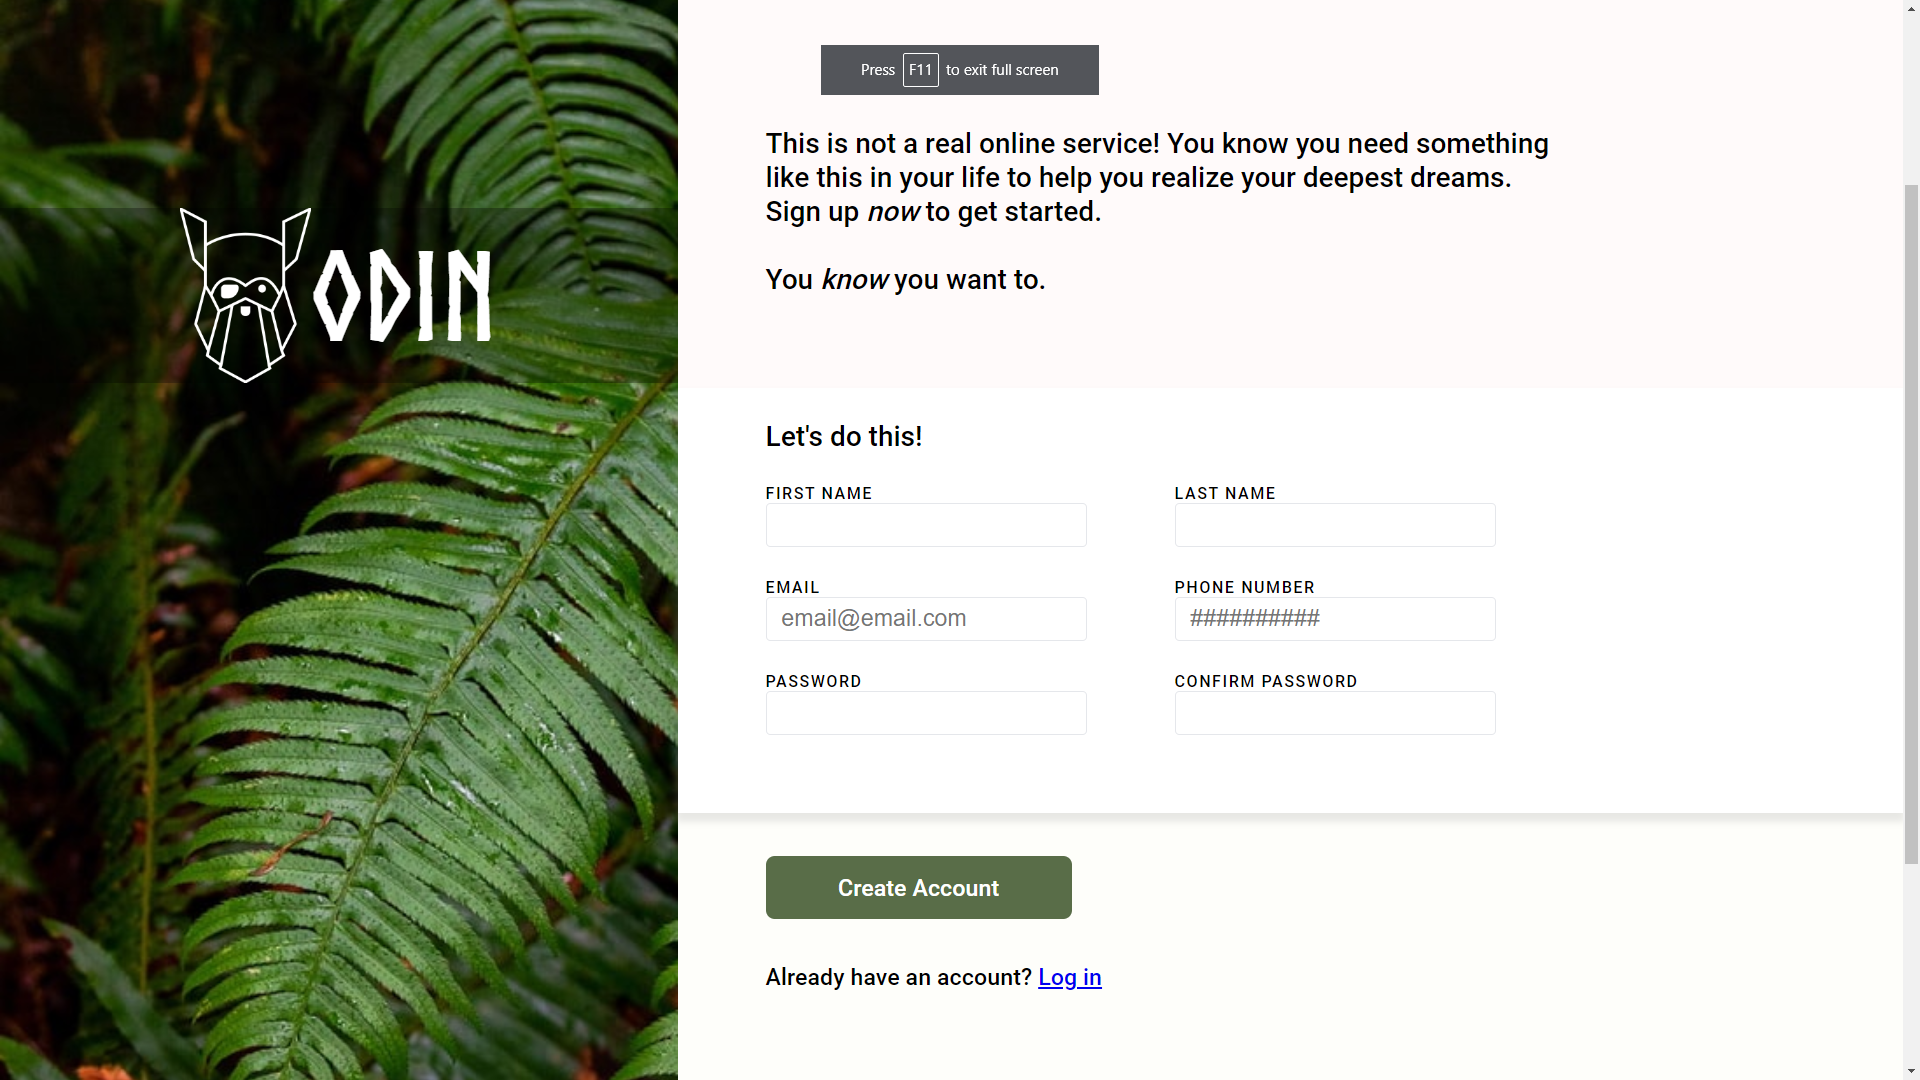 Press F11 to exit full screen
This is not a real online service! You know you need something
like this in your life to help you realize your deepest dreams.
Sign up now to get started.
You know you want to.
ODIN
Let's do this!
FIRST NAME
LAST NAME
EMAIL
PHONE NUMBER
email@email.com
##########
PASSWORD
CONFIRM PASSWORD
Create Account
Already have an account? Log in